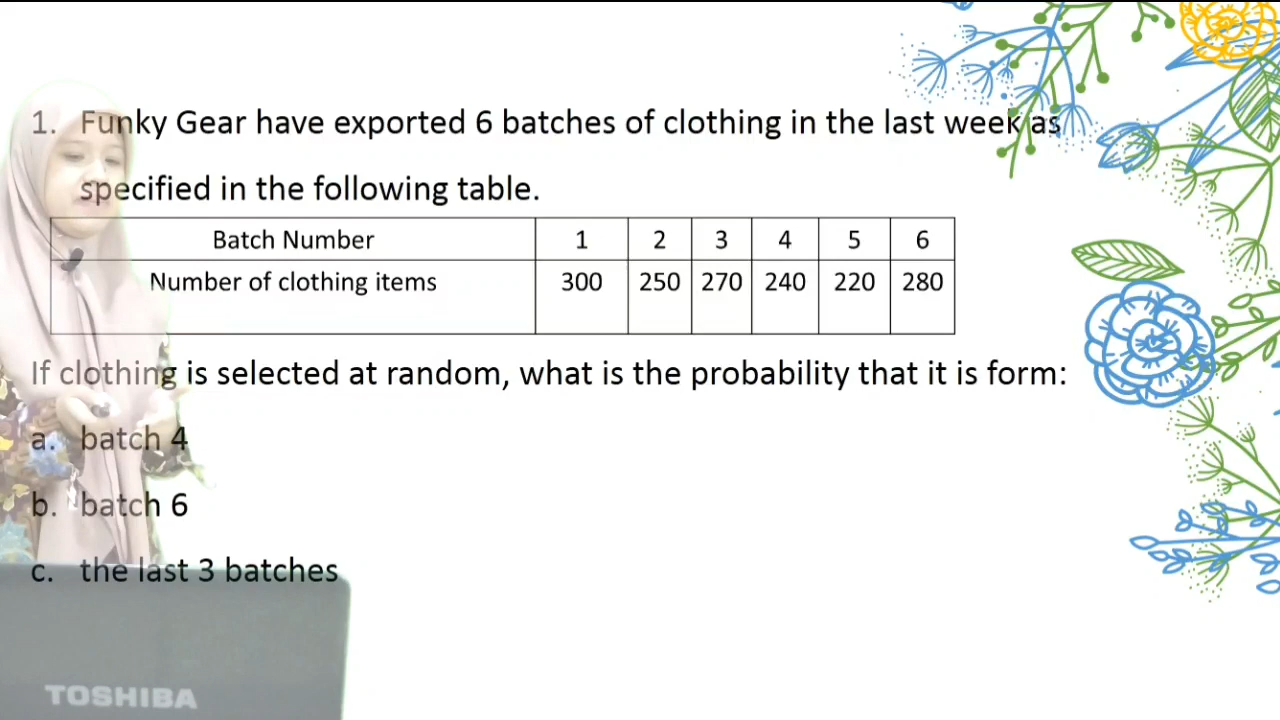 1. Funky Gear have exported 6 batches of clothing in the last week as
specified in the following table.
Batch Number 1 2 3 4 5 6
Number of clothing items 300 250 270 240 220 280
If clothing is selected at random, what is the probability that it is form:
a. batch 4
b. batch 6
c. the last 3 batches
TOSHIBA